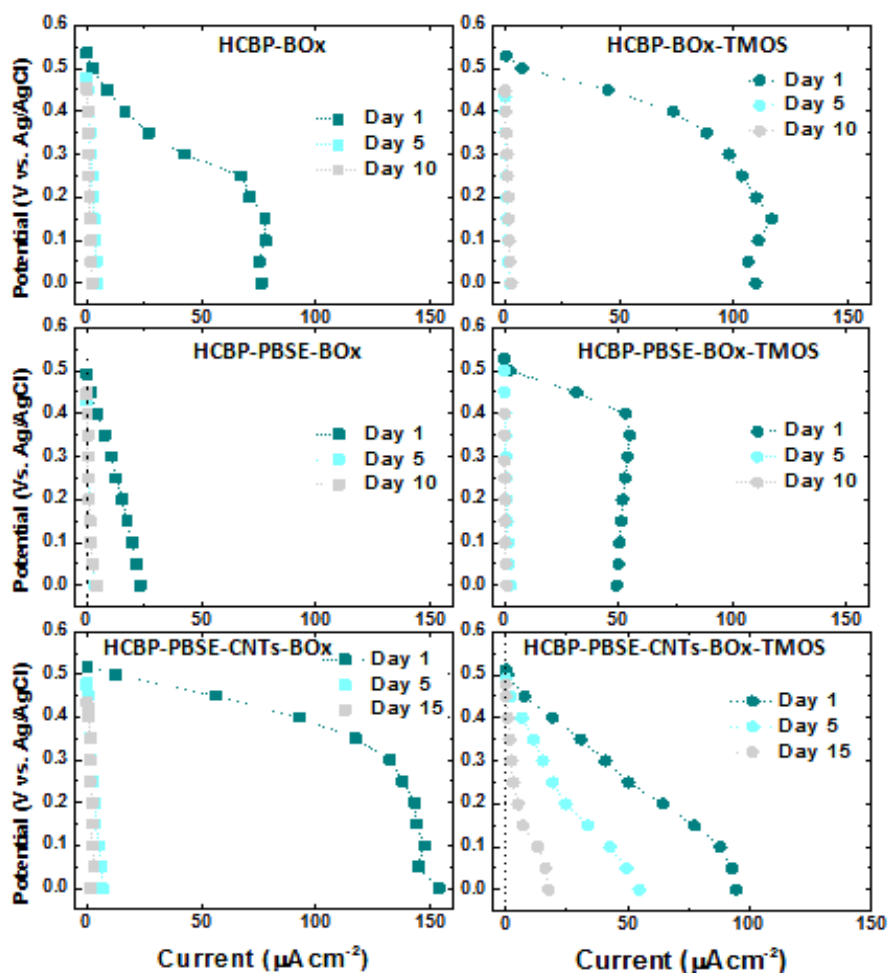 HCBP-BOx
Day 1
Day 5
Day 10
Potential (V vs. Ag/AgCl)
0.6
0.5
0.4
0.3
0.2
0.1
0.0
0
50
100
150
HCBP-BOx-TMOS
Day 1
Day 5
Day 10
0.6
0.5
0.4
0.3
0.2
0.1
0.0
0
50
100
150
HCBP-PBSE-BOx
Day 1
Day 5
Day 10
Potential (Vs. Ag/AgCl)
0.6
0.5
0.4
0.3
0.2
0.1
0.0
0
50
100
150
HCBP-PBSE-BOx-TMOS
Day 1
Day 5
Day 10
0.6
0.5
0.4
0.3
0.2
0.1
0.0
0
50
100
150
HCBP-PBSE-CNTs-BOx
Day 1
Day 5
Day 15
Potential (V vs. Ag/AgCl)
0.6
0.5
0.4
0.3
0.2
0.1
0.0
0
50
100
150
Current (µAcm⁻²)
HCBP-PBSE-CNTs-BOx-TMOS
Day 1
Day 5
Day 15
0.6
0.5
0.4
0.3
0.2
0.1
0.0
0
50
100
150
Current (µA cm⁻²)